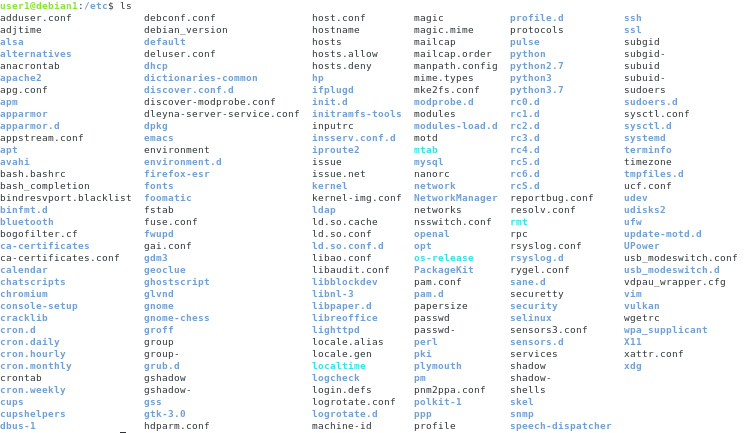 user1@debian1:/etc$ ls
adduser.conf debconf.conf host.conf magic profile.d ssh
adjtime debian_version hostname magic.mime protocols ssl
alsa default hosts mailcap pulse subgid
alternatives deluser.conf hosts.allow mailcap.order python subgid-
anacrontab dhcp hosts.deny manpath.config python2.7 subuid
apache2 dictionaries-common hp mime.types python3 subuid-
apg.conf discover.conf.d ifplugd mke2fs.conf python3.7 sudoers
apm discover-modprobe.conf init.d modprobe.d rc0.d sudoers.d
apparmor dleyna-server-service.conf initramfs-tools modules rc1.d sysctl.conf
apparmor.d dpkg inputrc modules-load.d rc2.d sysctl.d
appstream.conf emacs insserv.conf.d motd rc3.d systemd
apt environment iproute2 mtab rc4.d terminfo
avahi environment.d issue mysql rc5.d timezone
bash.bashrc firefox-esr issue.net nanorc rc6.d tmpfiles.d
bash_completion fonts kernel network rcS.d ucf.conf
bindresvport.blacklist foomatic kernel-img.conf NetworkManager reportbug.conf udev
binfmt.d fstab ldap networks resolv.conf udisks2
bluetooth fuse.conf ld.so.cache nsswitch.conf rmt ufw
bogofilter.cf fwupd ld.so.conf openal rpc update-motd.d
ca-certificates gai.conf ld.so.conf.d opt rsyslog.conf UPower
ca-certificates.conf gdm3 libao.conf os-release rsyslog.d usb_modeswitch.conf
calendar geoclue libaudit.conf PackageKit rygel.conf usb_modeswitch.d
chatscripts ghostscript libblockdev pam.conf sane.d vdpau_wrapper.cfg
chromium glvnd libnl-3 pam.d securetty vim
console-setup gnome libpaper.d papersize security vulkan
cracklib gnome-chess libreoffice passwd selinux wgetrc
cron.d groff lighttpd passwd- sensors3.conf wpa_supplicant
cron.daily group locale.alias perl sensors.d X11
cron.hourly group- locale.gen pki services xattr.conf
cron.monthly grub.d localtime plymouth shadow xdg
crontab gshadow logcheck pm shadow-
cron.weekly gshadow- login.defs pnm2ppa.conf shells
cups gss logrotate.conf polkit-1 skel
cupshelpers gtk-3.0 logrotate.d ppp snmp
dbus-1 hdparm.conf machine-id profile speech-dispatcher